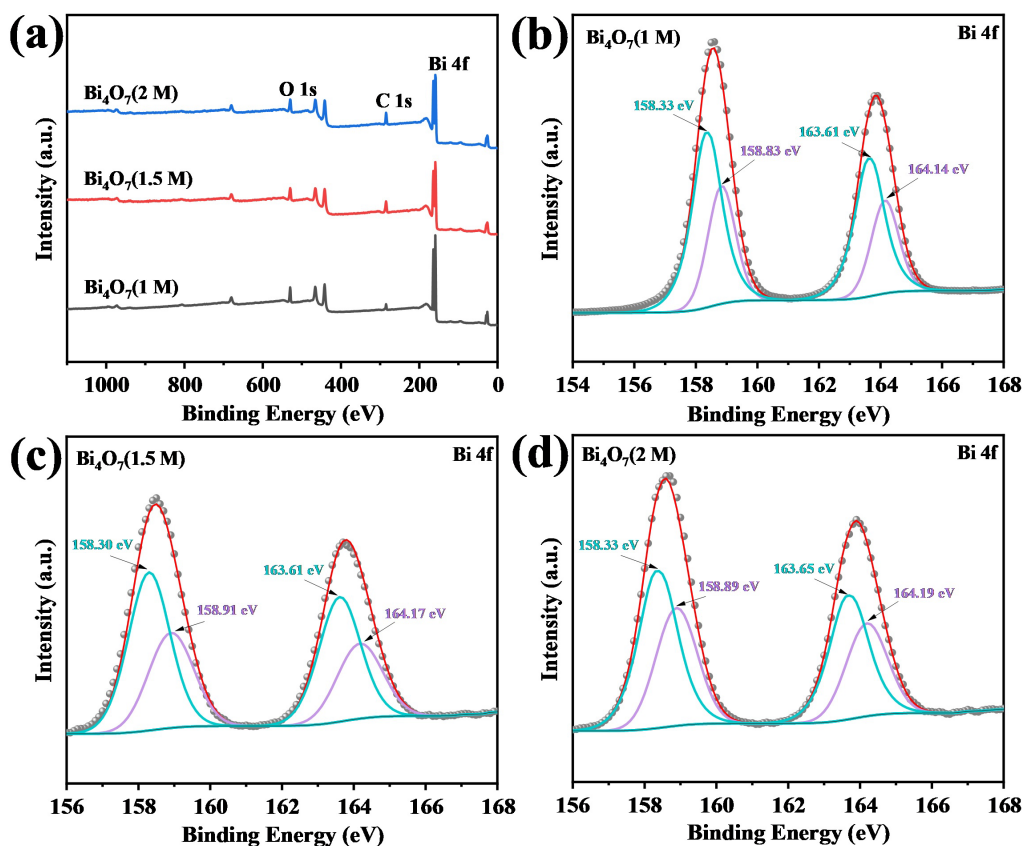 (a)
Bi 4f
O 1s
C 1s
Bi₄O₇(2 M)
Bi₄O₇(1.5 M)
Bi₄O₇(1 M)
Intensity (a.u.)
1000 800 600 400 200 0
Binding Energy (eV)
(b)
Bi₄O₇(1 M)
Bi 4f
158.33 eV
158.83 eV
163.61 eV
164.14 eV
Intensity (a.u.)
154 156 158 160 162 164 166 168
Binding Energy (eV)
(c)
Bi₄O₇(1.5 M)
Bi 4f
158.30 eV
158.91 eV
163.61 eV
164.17 eV
Intensity (a.u.)
156 158 160 162 164 166 168
Binding Energy (eV)
(d)
Bi₄O₇(2 M)
Bi 4f
158.33 eV
158.89 eV
163.65 eV
164.19 eV
Intensity (a.u.)
156 158 160 162 164 166 168
Binding Energy (eV)